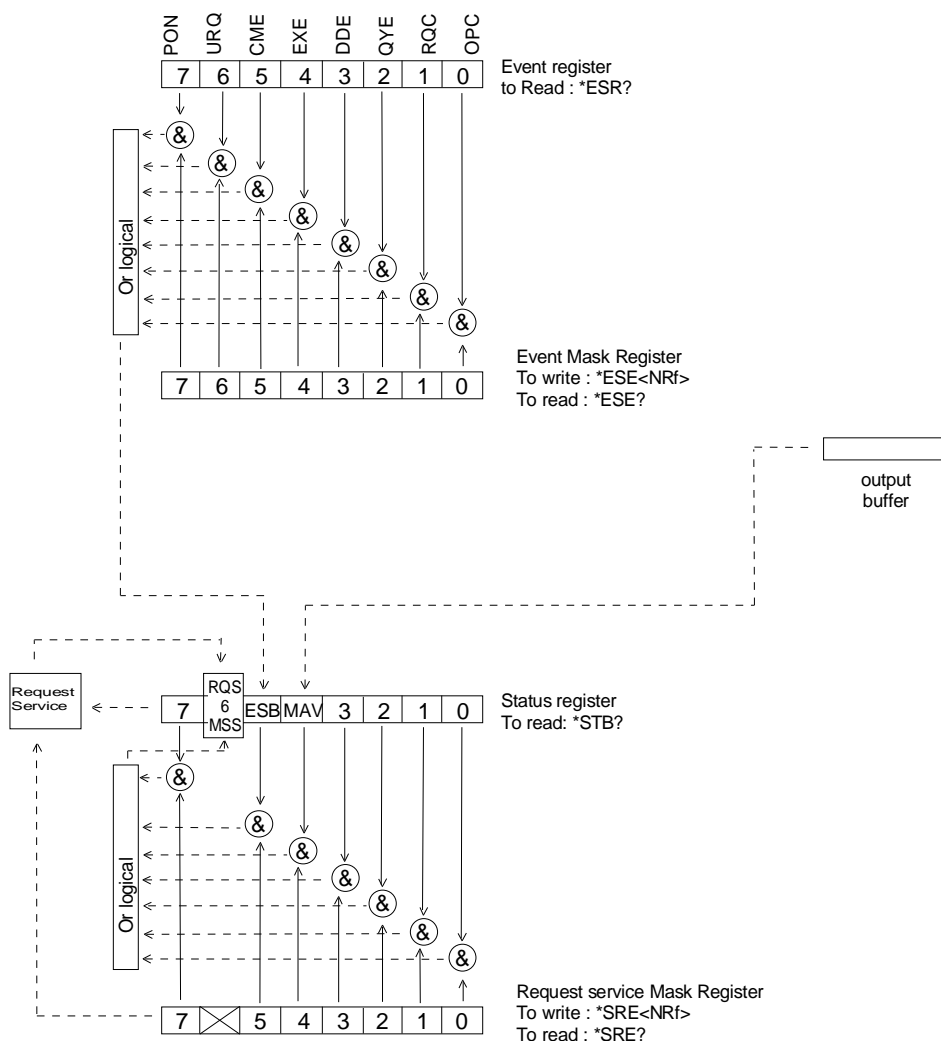 PON URQ CME EXE DDE QYE RQC OPC
7 6 5 4 3 2 1 0
Event register
to Read : *ESR?
&
&
&
&
&
&
&
&
Or logical
Event Mask Register
To write : *ESE<NRf>
To read : *ESE?
7 6 5 4 3 2 1 0
output
buffer
Request
Service
RQS
6
MSS
7 ESB MAV 3 2 1 0
Status register
To read: *STB?
&
&
&
&
&
&
&
Or logical
Request service Mask Register
To write : *SRE<NRf>
To read : *SRE?
7 5 4 3 2 1 0